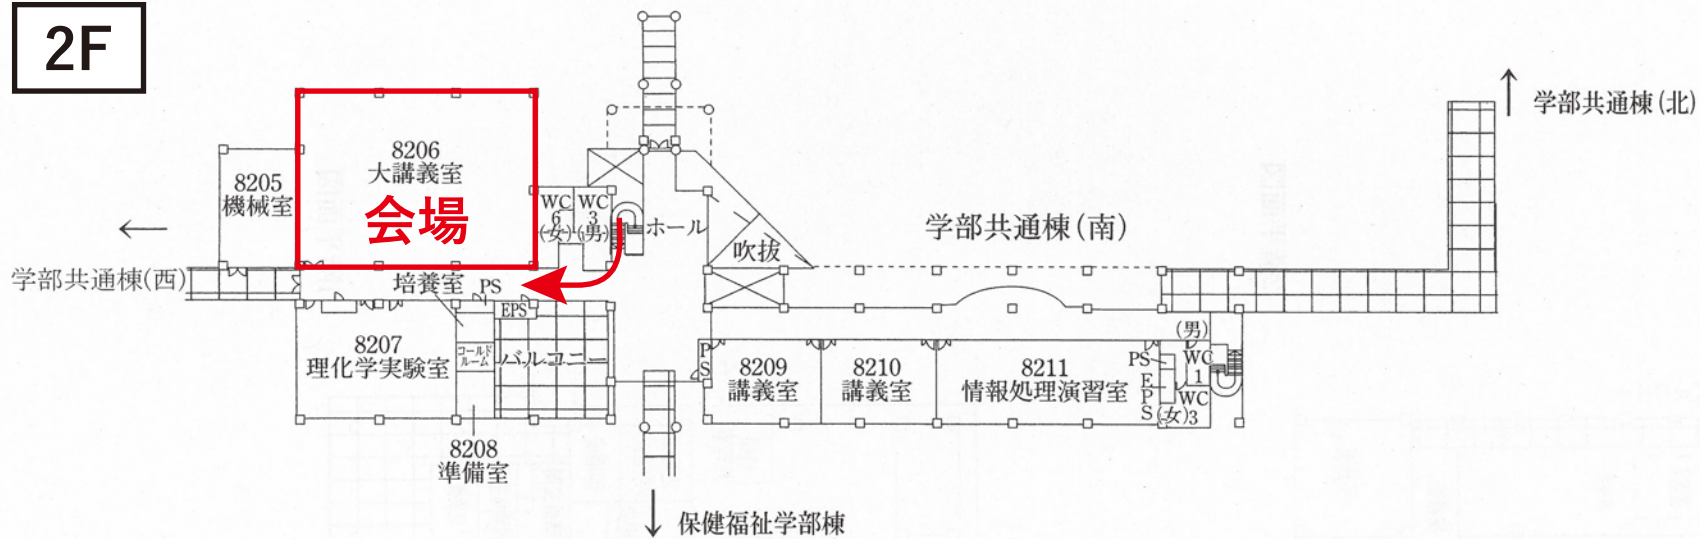 2F
学部共通棟(北)
8206
大講義室
会場
8205
機械室
WC
6
(女)
WC
3
(男)
ホール
吹抜
学部共通棟(南)
学部共通棟(西)
培養室
PS
EPS
8207
理化学実験室
コールド
ルーム
バルコニー
8208
準備室
PS
8209
講義室
8210
講義室
8211
情報処理演習室
PS
EPS
(男)
WC
1
WC
(女)3
保健福祉学部棟